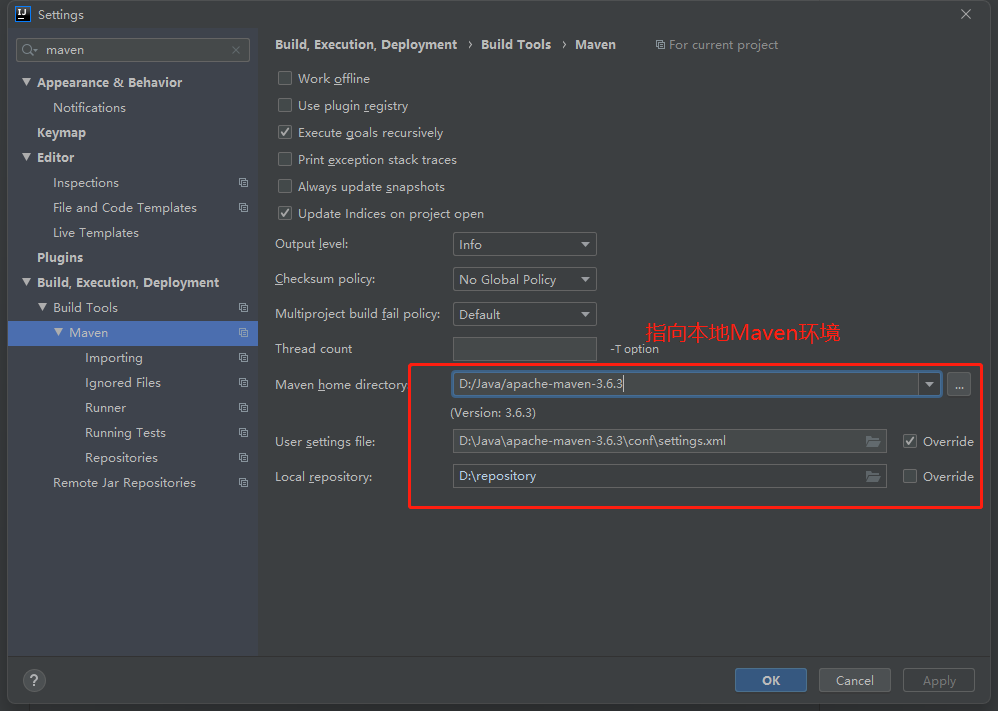 Settings
maven
Build, Execution, Deployment › Build Tools › Maven For current project
Appearance & Behavior
Notifications
Keymap
Editor
Inspections
File and Code Templates
Live Templates
Plugins
Build, Execution, Deployment
Build Tools
Maven
Importing
Ignored Files
Runner
Running Tests
Repositories
Remote Jar Repositories
Work offline
Use plugin registry
Execute goals recursively
Print exception stack traces
Always update snapshots
Update Indices on project open
Output level: Info
Checksum policy: No Global Policy
Multiproject build fail policy: Default
指向本地Maven环境
Thread count -T option
Maven home directory D:/Java/apache-maven-3.6.3 ...
(Version: 3.6.3)
User settings file: D:\Java\apache-maven-3.6.3\conf\settings.xml Override
Local repository: D:\repository Override
? OK Cancel Apply